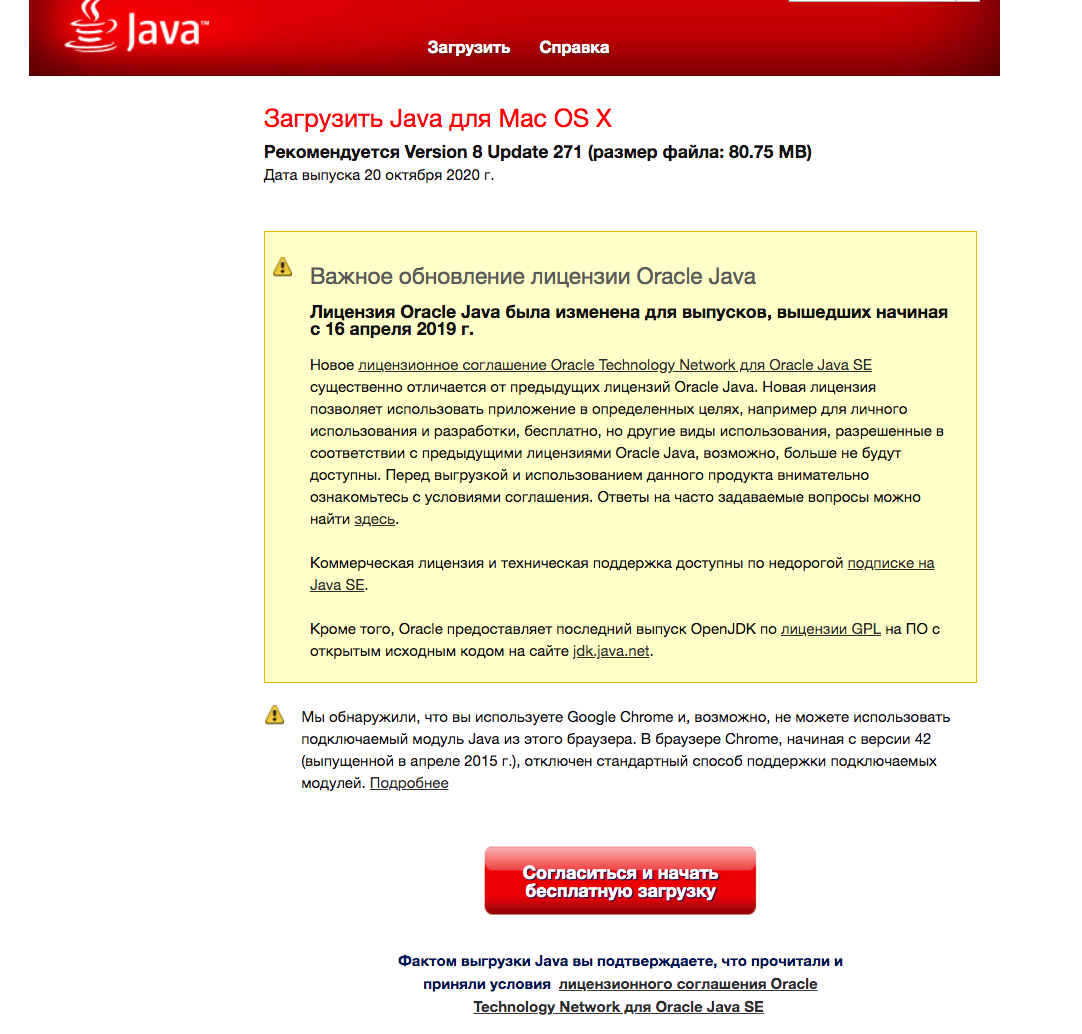 Java™
Загрузить Справка
Загрузить Java для Mac OS X
Рекомендуется Version 8 Update 271 (размер файла: 80.75 MB)
Дата выпуска 20 октября 2020 г.
Важное обновление лицензии Oracle Java
Лицензия Oracle Java была изменена для выпусков, вышедших начиная
с 16 апреля 2019 г.
Новое лицензионное соглашение Oracle Technology Network для Oracle Java SE
существенно отличается от предыдущих лицензий Oracle Java. Новая лицензия
позволяет использовать приложение в определенных целях, например для личного
использования и разработки, бесплатно, но другие виды использования, разрешенные в
соответствии с предыдущими лицензиями Oracle Java, возможно, больше не будут
доступны. Перед выгрузкой и использованием данного продукта внимательно
ознакомьтесь с условиями соглашения. Ответы на часто задаваемые вопросы можно
найти здесь.
Коммерческая лицензия и техническая поддержка доступны по недорогой подписке на
Java SE.
Кроме того, Oracle предоставляет последний выпуск OpenJDK по лицензии GPL на ПО с
открытым исходным кодом на сайте jdk.java.net.
Мы обнаружили, что вы используете Google Chrome и, возможно, не можете использовать
подключаемый модуль Java из этого браузера. В браузере Chrome, начиная с версии 42
(выпущенной в апреле 2015 г.), отключен стандартный способ поддержки подключаемых
модулей. Подробнее
Согласиться и начать
бесплатную загрузку
Фактом выгрузки Java вы подтверждаете, что прочитали и
приняли условия лицензионного соглашения Oracle
Technology Network для Oracle Java SE